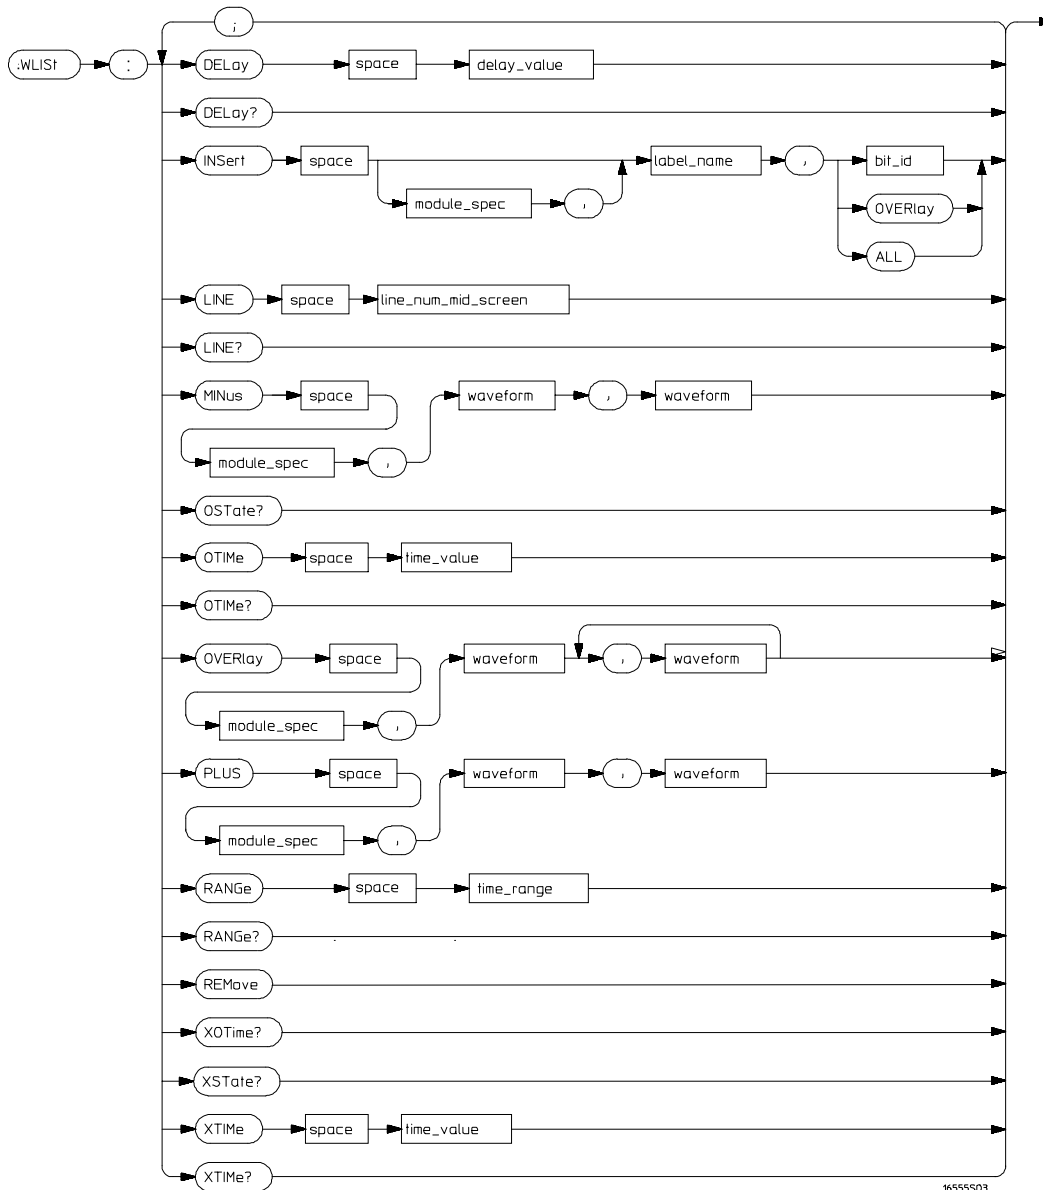 ;
:WLISt : DELay space delay_value
DELay?
INSert space label_name , bit_id
module_spec , OVERlay
ALL
LINE space line_num_mid_screen
LINE?
MINus space waveform , waveform
module_spec ,
OSTate?
OTIMe space time_value
OTIMe?
OVERlay space waveform , waveform
module_spec ,
PLUS space waveform , waveform
module_spec ,
RANGe space time_range
RANGe?
REMove
XOTime?
XSTate?
XTIMe space time_value
XTIMe?
16555S03